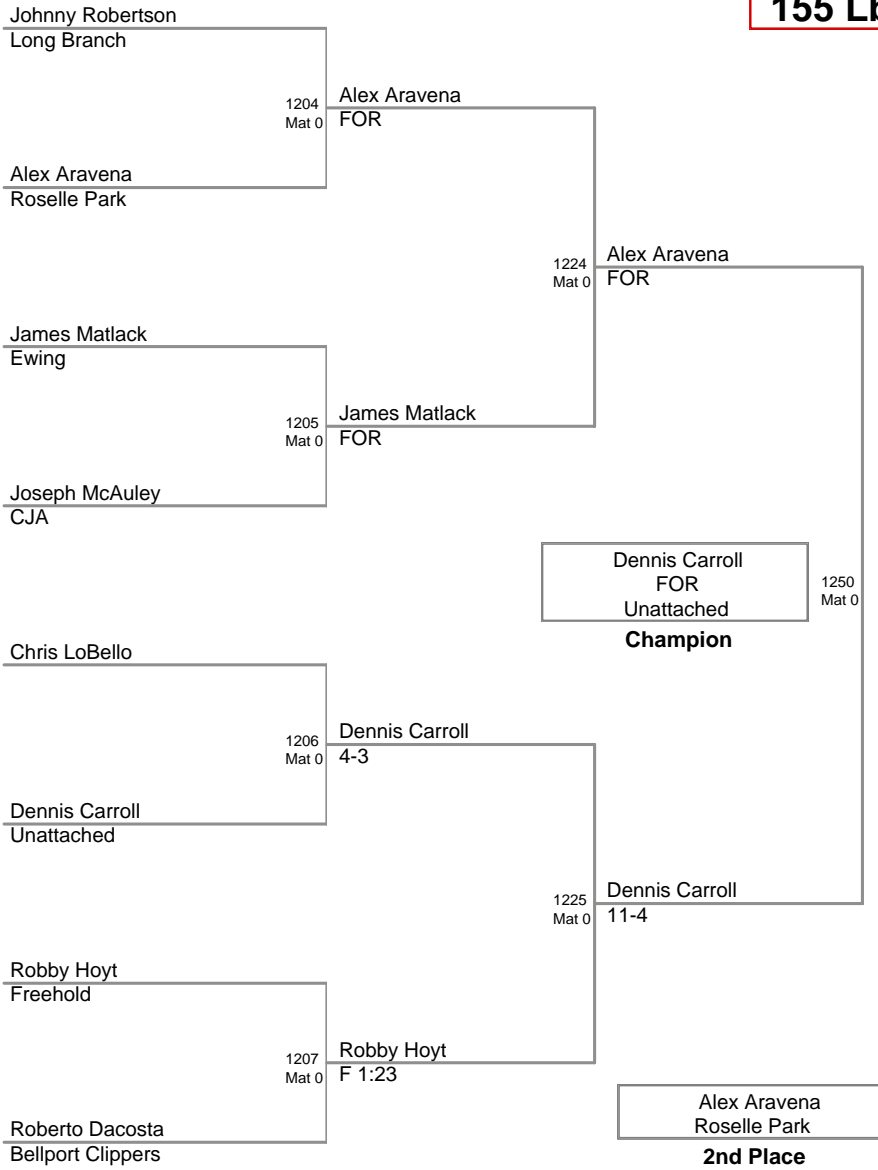 155 Lb
Johnny Robertson
Long Branch
1204
Mat 0
Alex Aravena
FOR
Alex Aravena
Roselle Park
1224
Mat 0
Alex Aravena
FOR
James Matlack
Ewing
1205
Mat 0
James Matlack
FOR
Joseph McAuley
CJA
Dennis Carroll
FOR
Unattached
Champion
1250
Mat 0
Chris LoBello
1206
Mat 0
Dennis Carroll
4-3
Dennis Carroll
Unattached
1225
Mat 0
Dennis Carroll
11-4
Robby Hoyt
Freehold
1207
Mat 0
Robby Hoyt
F 1:23
Roberto Dacosta
Bellport Clippers
Alex Aravena
Roselle Park
2nd Place